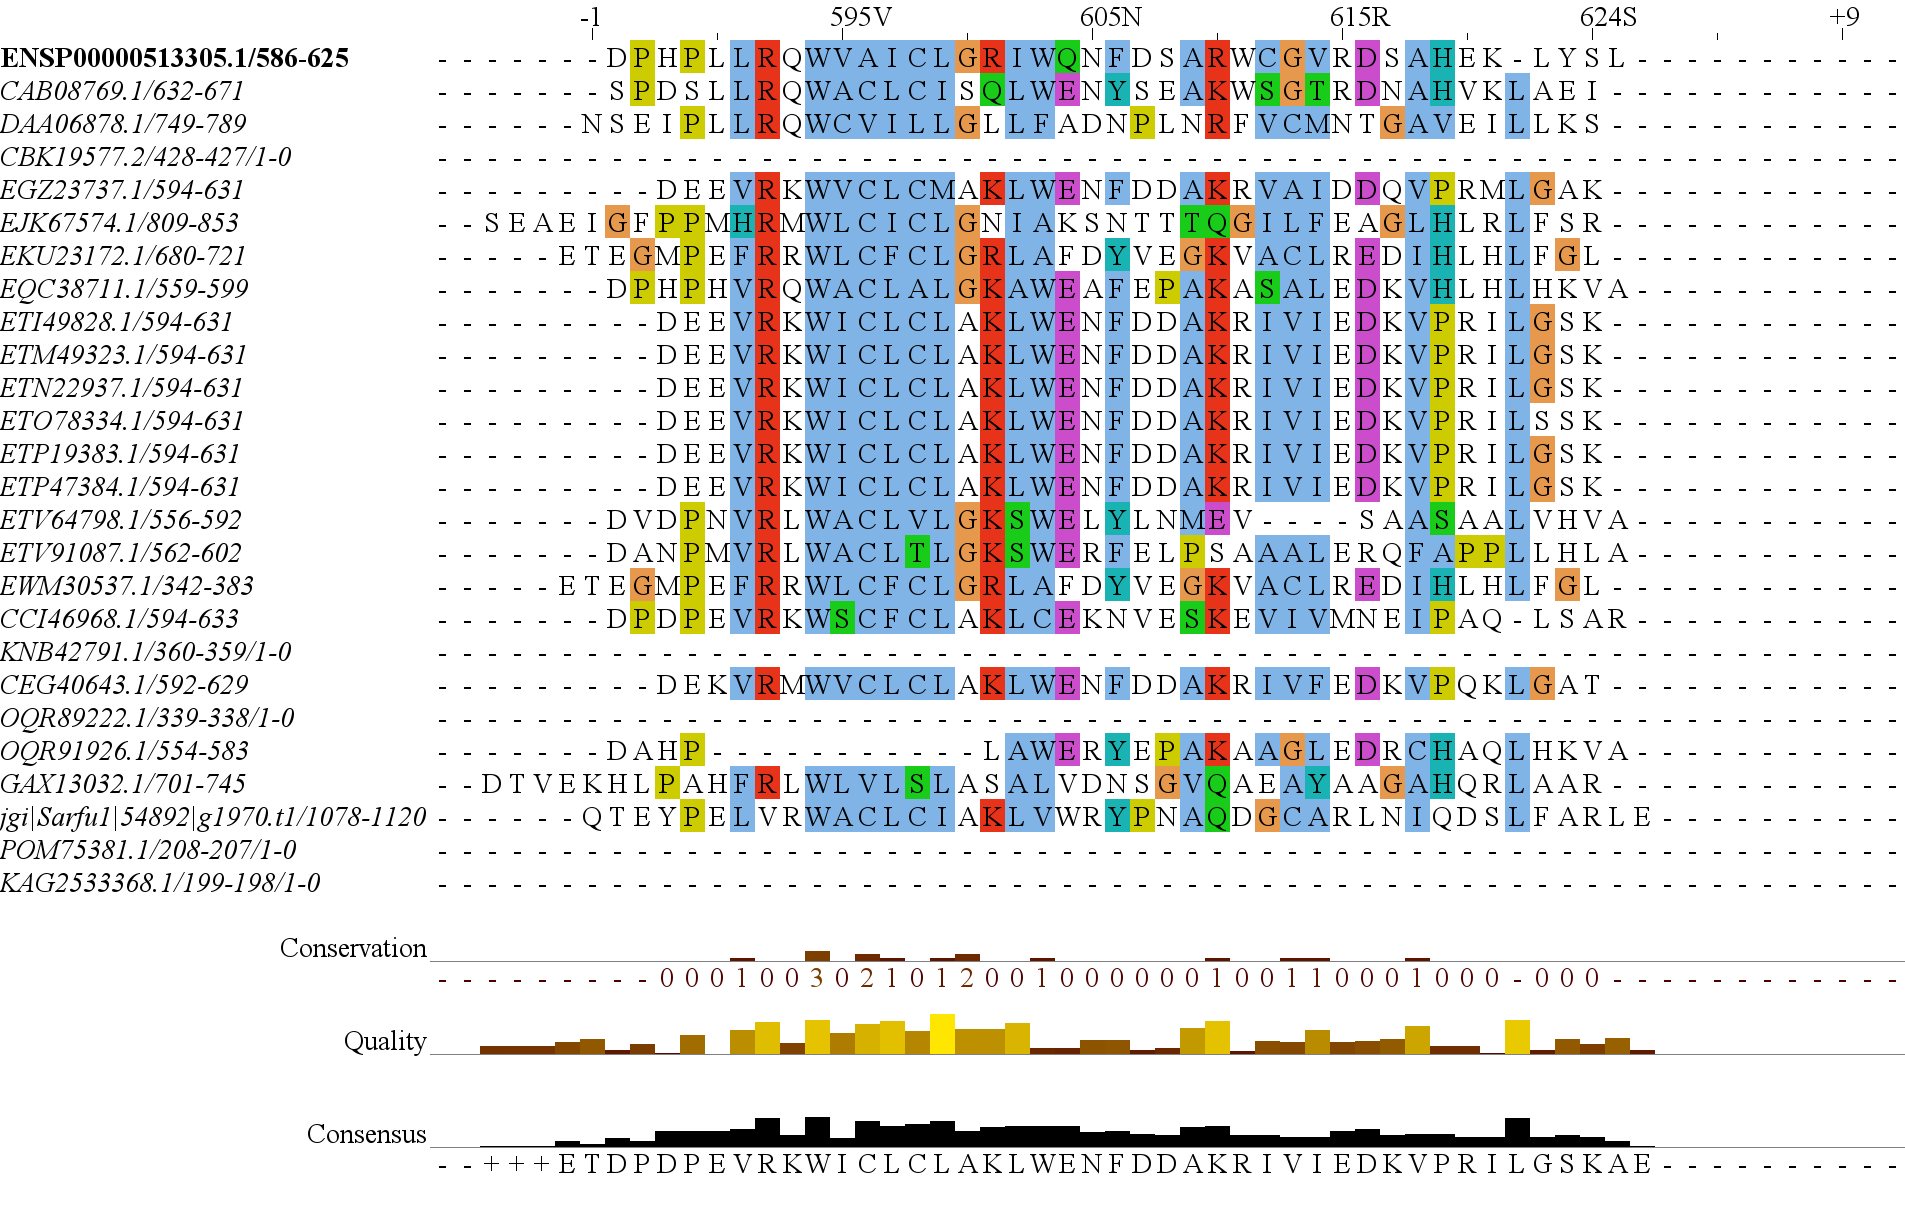 -1 595V 605N 615R 624S +9
ENSP00000513305.1/586-625 -------DPHPLLRQWVAICLGRIWQNFDSARWCGVRDSAHEK-LYSL-----------
CAB08769.1/632-671 -------SPDSLLRQWACLCISQLWENYSEAKWSGTRDNAHVKLAEI------------
DAA06878.1/749-789 ------NSEIPLLRQWCVILLGLLFADNPLNRFVCMNTGAVEILLKS------------
CBK19577.2/428-427/1-0 -----------------------------------------------------------
EGZ23737.1/594-631 ---------DEEVRKWVCLCMAKLWENFDDAKRVAIDDQVPRMLGAK------------
EJK67574.1/809-853 --SEAEIGFPPMHRMWLCICLGNIAKSNTTTQGILFEAGLHLRLFSR------------
EKU23172.1/680-721 -----ETEGMPEFRRWLCFCLGRLAFDYVEGKVACLREDIHLHLFGL------------
EQC38711.1/559-599 -------DPHPHVRQWACLALGKAWEAFEPAKASALEDKVHLHLHKVA-----------
ETI49828.1/594-631 ---------DEEVRKWICLCLAKLWENFDDAKRIVIEDKVPRILGSK------------
ETM49323.1/594-631 ---------DEEVRKWICLCLAKLWENFDDAKRIVIEDKVPRILGSK------------
ETN22937.1/594-631 ---------DEEVRKWICLCLAKLWENFDDAKRIVIEDKVPRILGSK------------
ETO78334.1/594-631 ---------DEEVRKWICLCLAKLWENFDDAKRIVIEDKVPRILSSK------------
ETP19383.1/594-631 ---------DEEVRKWICLCLAKLWENFDDAKRIVIEDKVPRILGSK------------
ETP47384.1/594-631 ---------DEEVRKWICLCLAKLWENFDDAKRIVIEDKVPRILGSK------------
ETV64798.1/556-592 -------DVDPNVRLWACLVLGKSWELYLNMEV----SAASAALVHVA-----------
ETV91087.1/562-602 -------DANPMVRLWACLTLGKSWERFELPSAAALERQFAPPLLHLA-----------
EWM30537.1/342-383 -----ETEGMPEFRRWLCFCLGRLAFDYVEGKVACLREDIHLHLFGL------------
CCI46968.1/594-633 -------DPDPEVRKWSCFCLAKLCEKNVESKEVIVMNEIPAQ-LSAR-----------
KNB42791.1/360-359/1-0 -----------------------------------------------------------
CEG40643.1/592-629 ---------DEKVRMWVCLCLAKLWENFDDAKRIVFEDKVPQKLGAT------------
OQR89222.1/339-338/1-0 -----------------------------------------------------------
OQR91926.1/554-583 -------DAHP-----------LAWERYEPAKAAGLEDRCHAQLHKVA-----------
GAX13032.1/701-745 --DTVEKHLPAHFRLWLVLSLASALVDNSGVQAEAYAAGAHQRLAAR------------
jgi|Sarfu1|54892|g1970.t1/1078-1120 ------QTEYPELVRWACLCIAKLVWRYPNAQDGCARLNIQDSLFARLE----------
POM75381.1/208-207/1-0 -----------------------------------------------------------
KAG2533368.1/199-198/1-0 -----------------------------------------------------------
Conservation
---------0001003021012001000000100110001000-000------------
Quality
Consensus
--+++ETDPDPEVRKWICLCLAKLWENFDDAKRIVIEDKVPRILGSKAE----------